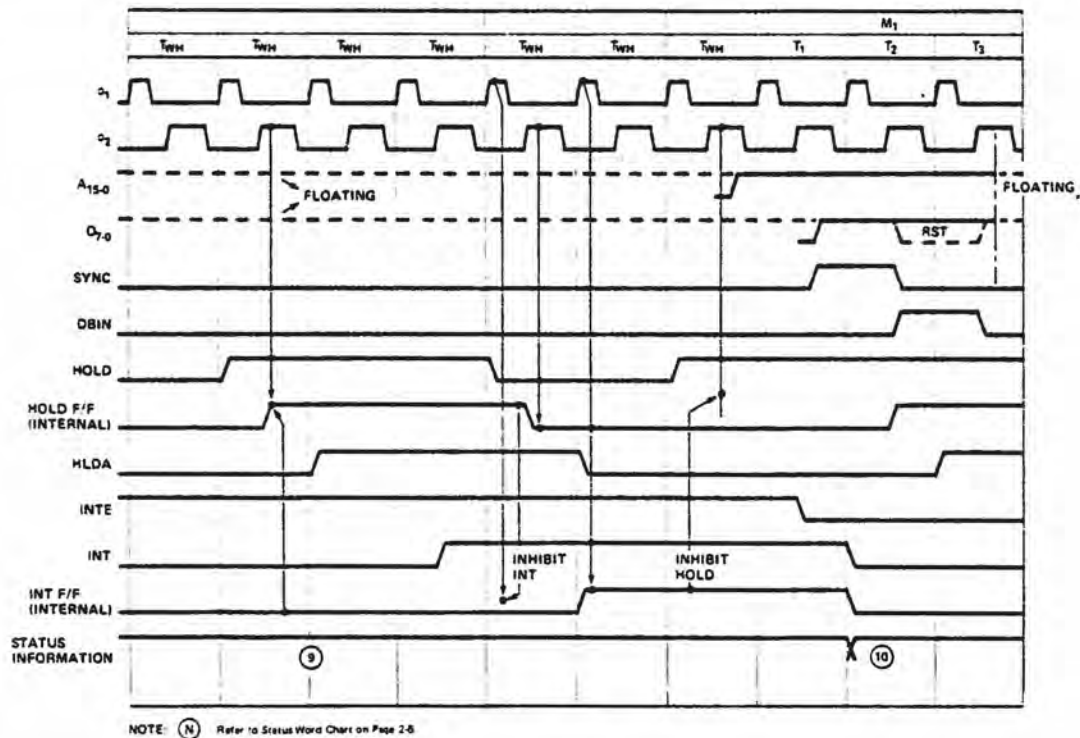 M1
TWH TWH TWH TWH TWH TWH TWH T1 T2 T3
φ1
φ2
A15-0
FLOATING
FLOATING
D7-0
RST
SYNC
DBIN
HOLD
HOLD F/F
(INTERNAL)
HLDA
INTE
INT
INHIBIT
INT
INHIBIT
HOLD
INT F/F
(INTERNAL)
STATUS
INFORMATION
9
10
NOTE: N Refer to Status Word Chart on Page 2-6.